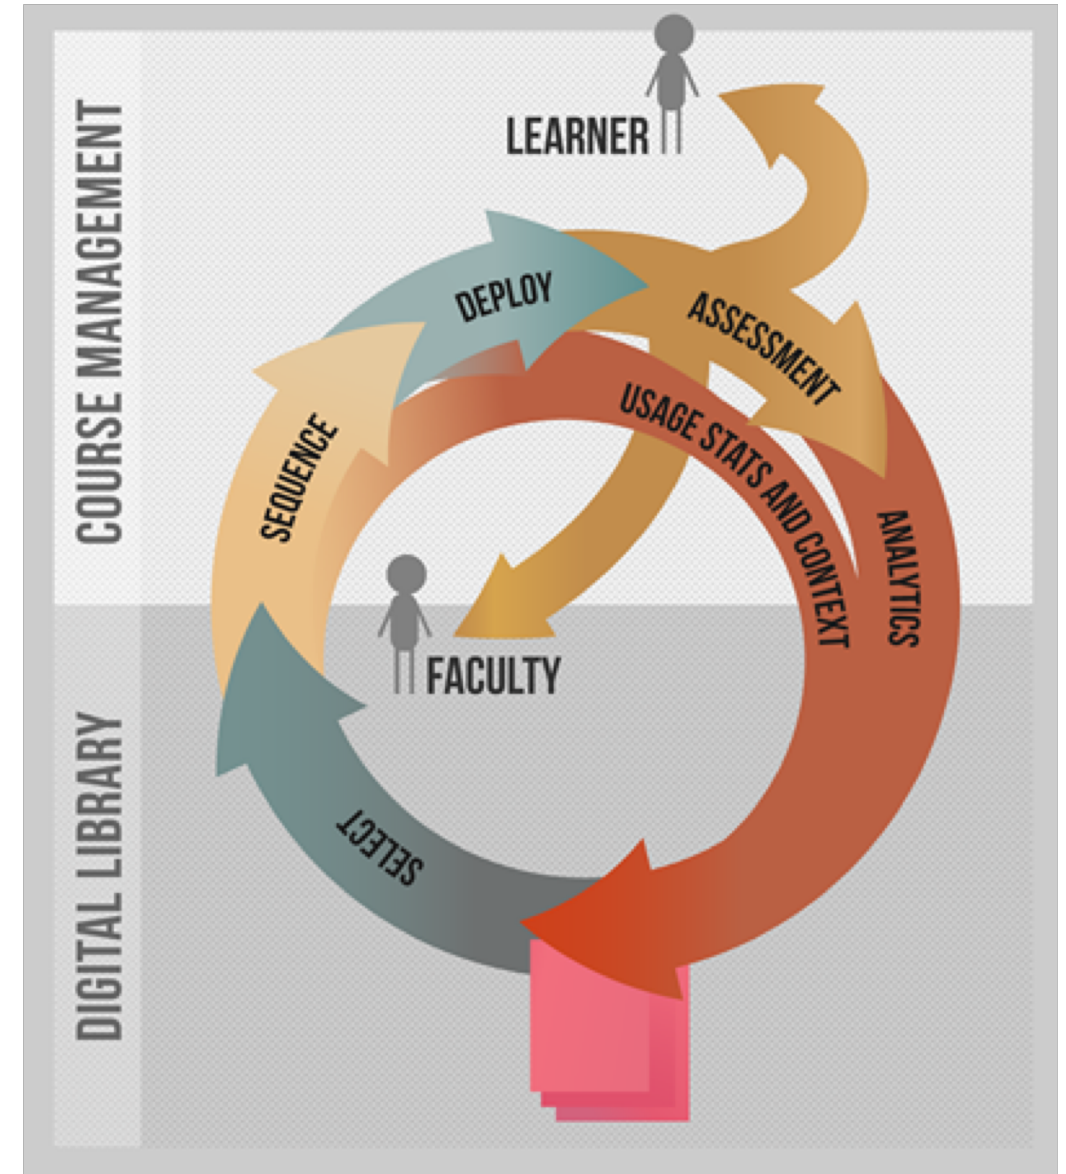 LEARNER
COURSE MANAGEMENT
DEPLOY
ASSESSMENT
USAGE STATS AND CONTEXT
SEQUENCE
ANALYTICS
FACULTY
SELECT
DIGITAL LIBRARY